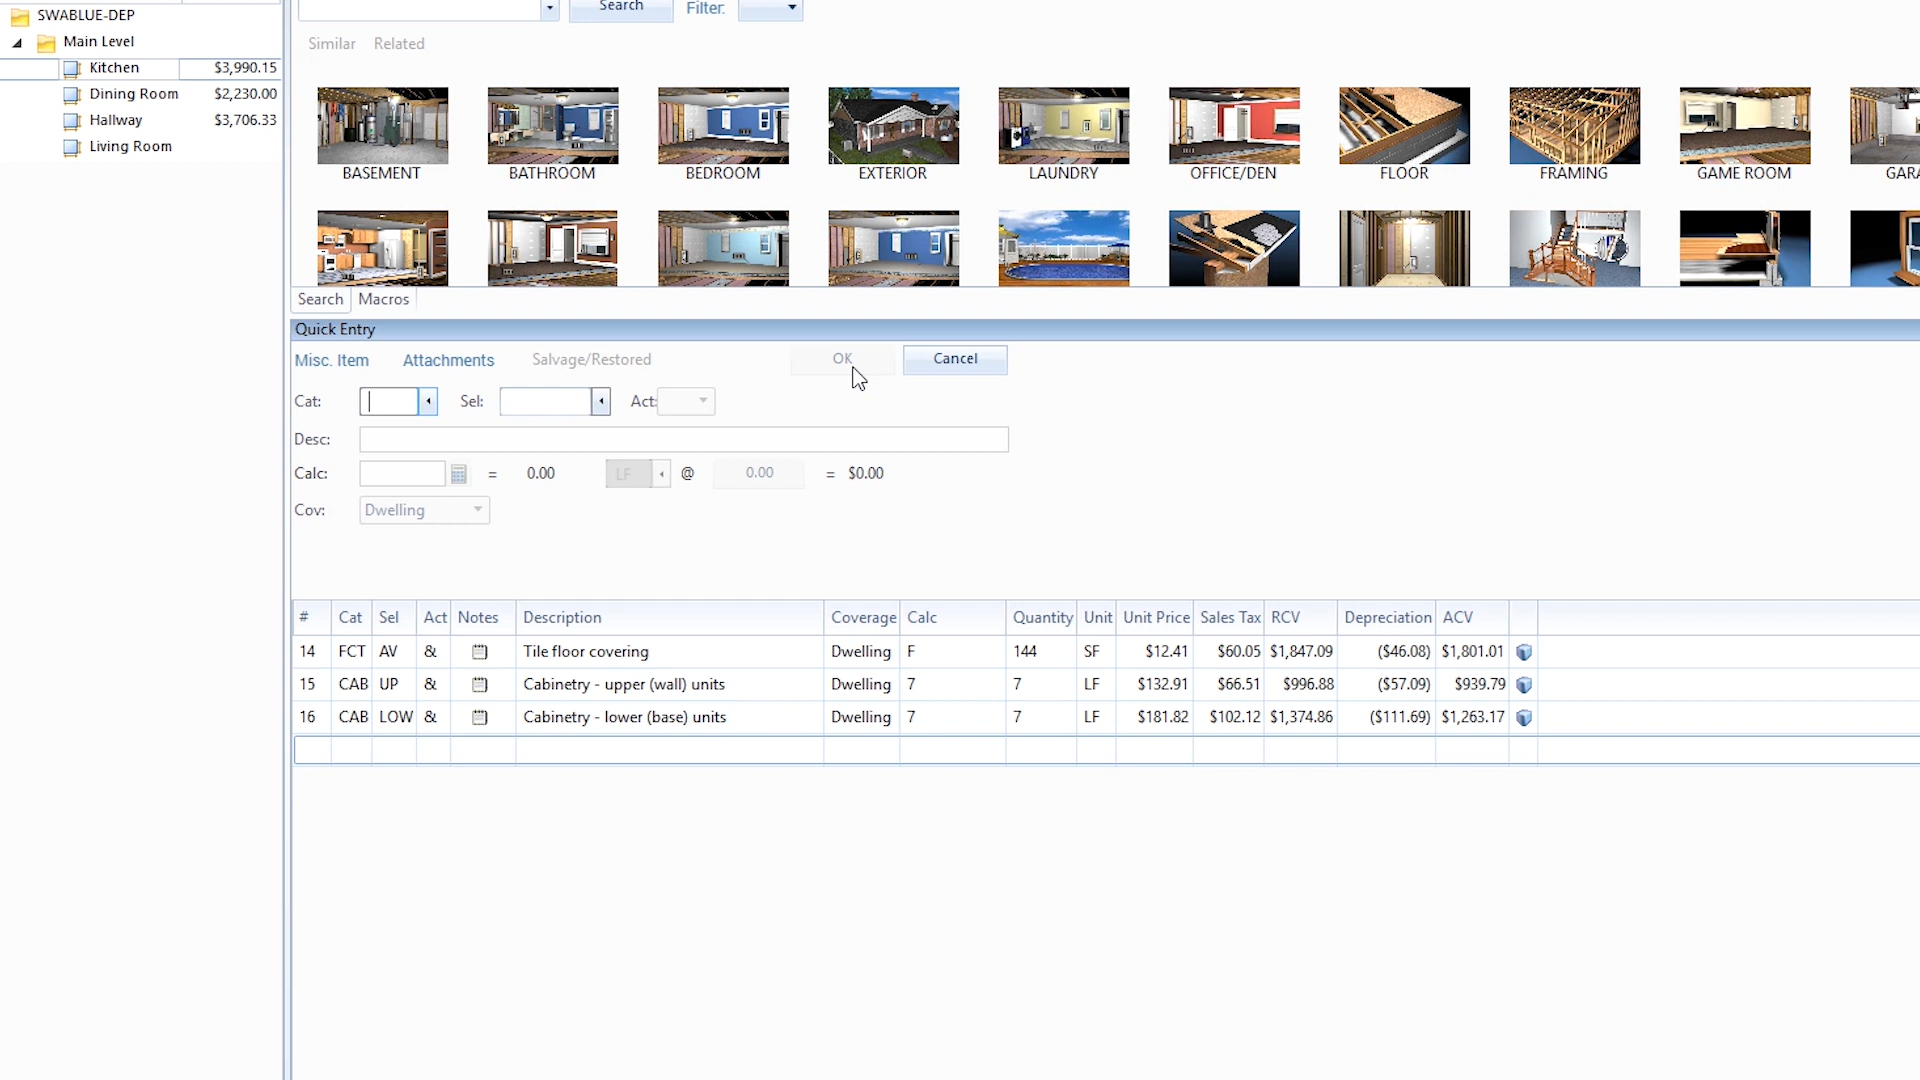 SWABLUE-DEP
Main Level
Kitchen $3,990.15
Dining Room $2,230.00
Hallway $3,706.33
Living Room
Search Filter:
Similar Related
BASEMENT BATHROOM BEDROOM EXTERIOR LAUNDRY OFFICE/DEN FLOOR FRAMING GAME ROOM GARA
Search Macros
Quick Entry
Misc. Item Attachments Salvage/Restored OK Cancel
Cat: Sel: Act:
Desc:
Calc: = 0.00 LF @ 0.00 = $0.00
Cov: Dwelling
# Cat Sel Act Notes Description Coverage Calc Quantity Unit Unit Price Sales Tax RCV Depreciation ACV
14 FCT AV & Tile floor covering Dwelling F 144 SF $12.41 $60.05 $1,847.09 ($46.08) $1,801.01
15 CAB UP & Cabinetry - upper (wall) units Dwelling 7 7 LF $132.91 $66.51 $996.88 ($57.09) $939.79
16 CAB LOW & Cabinetry - lower (base) units Dwelling 7 7 LF $181.82 $102.12 $1,374.86 ($111.69) $1,263.17